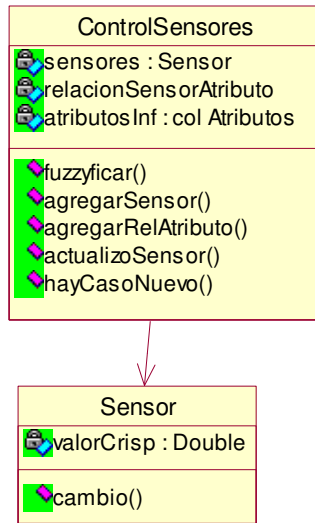 ControlSensores
sensores : Sensor
relacionSensorAtributo
atributosInf : col Atributos
fuzzyficar()
agregarSensor()
agregarRelAtributo()
actualizoSensor()
hayCasoNuevo()
Sensor
valorCrisp : Double
cambio()